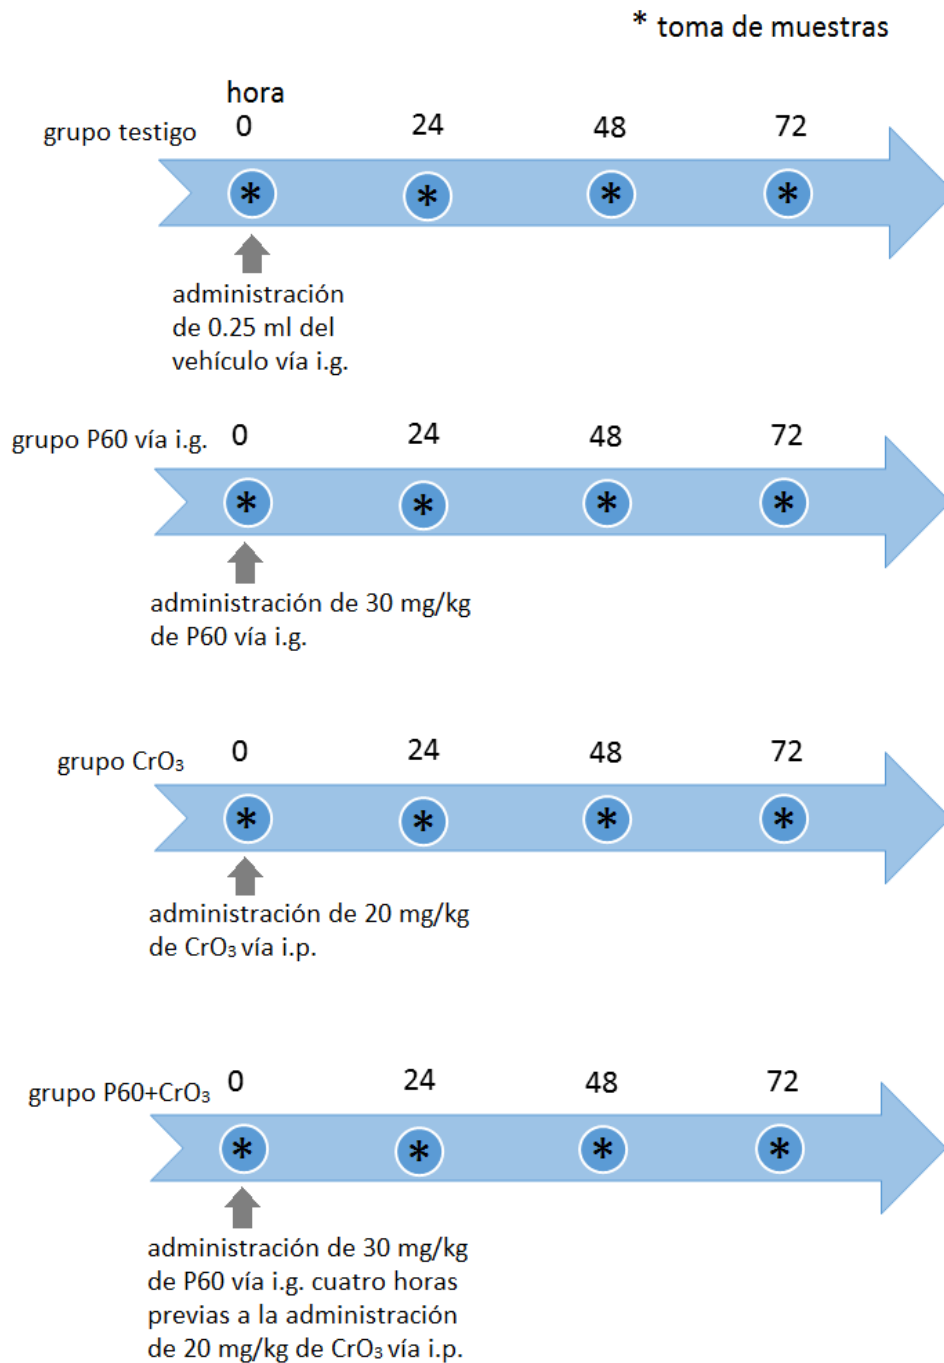 * toma de muestras
hora
grupo testigo 0 24 48 72
* * * *
administración
de 0.25 ml del
vehículo vía i.g.
grupo P60 vía i.g. 0 24 48 72
* * * *
administración de 30 mg/kg
de P60 vía i.g.
grupo CrO₃ 0 24 48 72
* * * *
administración de 20 mg/kg
de CrO₃ vía i.p.
grupo P60+CrO₃ 0 24 48 72
* * * *
administración de 30 mg/kg
de P60 vía i.g. cuatro horas
previas a la administración
de 20 mg/kg de CrO₃ vía i.p.